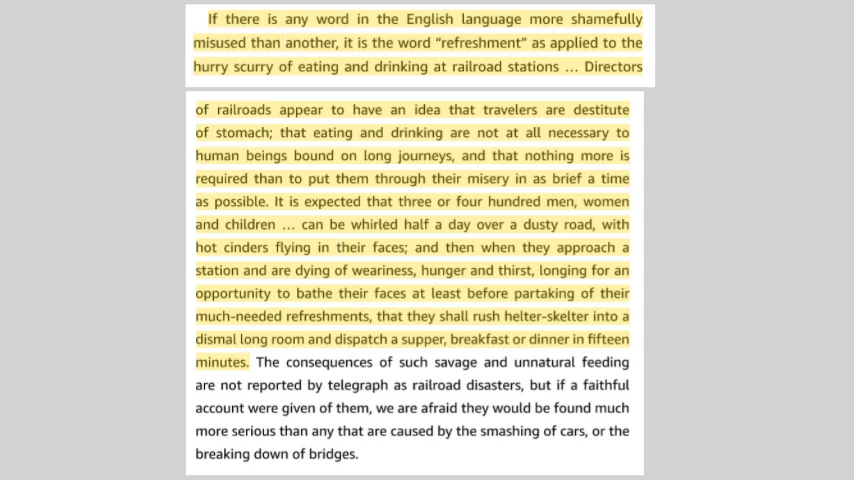 If there is any word in the English language more shamefully
misused than another, it is the word “refreshment” as applied to the
hurry scurry of eating and drinking at railroad stations … Directors
of railroads appear to have an idea that travelers are destitute
of stomach; that eating and drinking are not at all necessary to
human beings bound on long journeys, and that nothing more is
required than to put them through their misery in as brief a time
as possible. It is expected that three or four hundred men, women
and children … can be whirled half a day over a dusty road, with
hot cinders flying in their faces; and then when they approach a
station and are dying of weariness, hunger and thirst, longing for an
opportunity to bathe their faces at least before partaking of their
much-needed refreshments, that they shall rush helter-skelter into a
dismal long room and dispatch a supper, breakfast or dinner in fifteen
minutes. The consequences of such savage and unnatural feeding
are not reported by telegraph as railroad disasters, but if a faithful
account were given of them, we are afraid they would be found much
more serious than any that are caused by the smashing of cars, or the
breaking down of bridges.